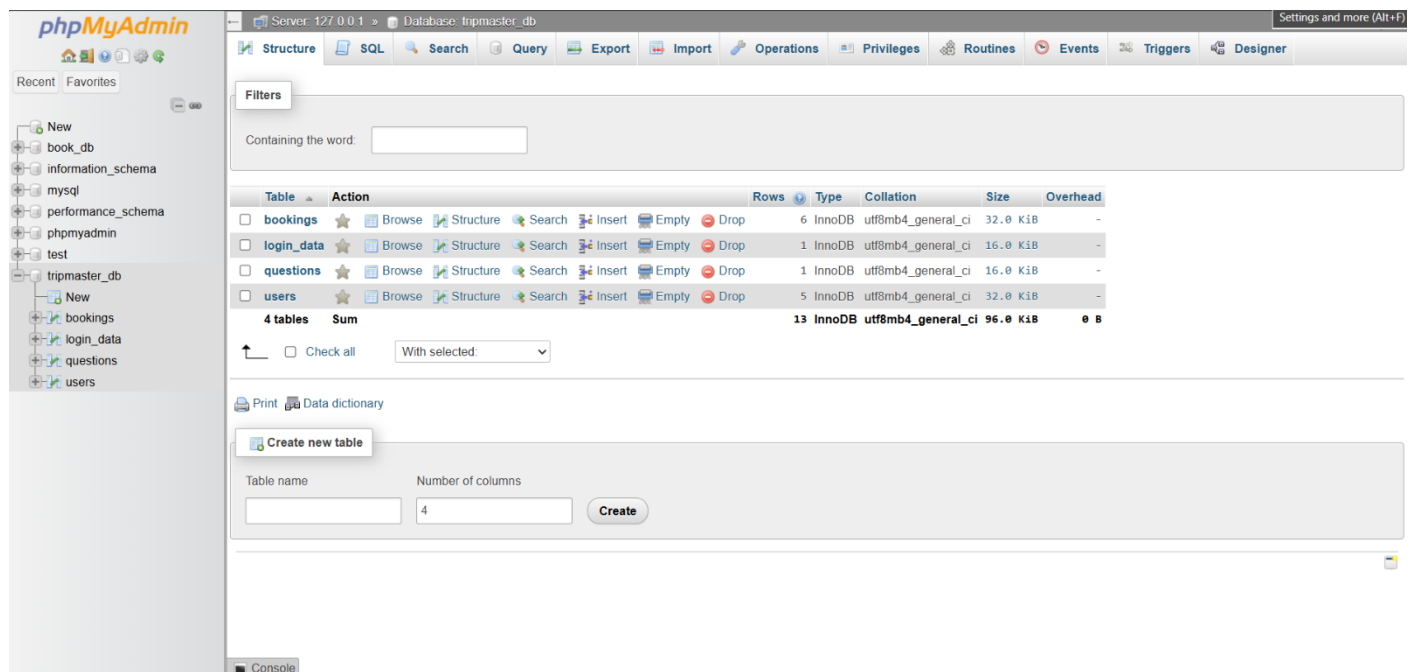 phpMyAdmin
Recent Favorites
New
book_db
information_schema
mysql
performance_schema
phpmyadmin
test
tripmaster_db
New
bookings
login_data
questions
users
Server: 127.0.0.1 » Database: tripmaster_db
Settings and more (Alt+F)
Structure SQL Search Query Export Import Operations Privileges Routines Events Triggers Designer
Filters
Containing the word:
Table Action Rows Type Collation Size Overhead
bookings Browse Structure Search Insert Empty Drop 6 InnoDB utf8mb4_general_ci 32.0 KiB -
login_data Browse Structure Search Insert Empty Drop 1 InnoDB utf8mb4_general_ci 16.0 KiB -
questions Browse Structure Search Insert Empty Drop 1 InnoDB utf8mb4_general_ci 16.0 KiB -
users Browse Structure Search Insert Empty Drop 5 InnoDB utf8mb4_general_ci 32.0 KiB -
4 tables Sum 13 InnoDB utf8mb4_general_ci 96.0 KiB 0 B
Check all With selected:
Print Data dictionary
Create new table
Table name Number of columns
4 Create
Console